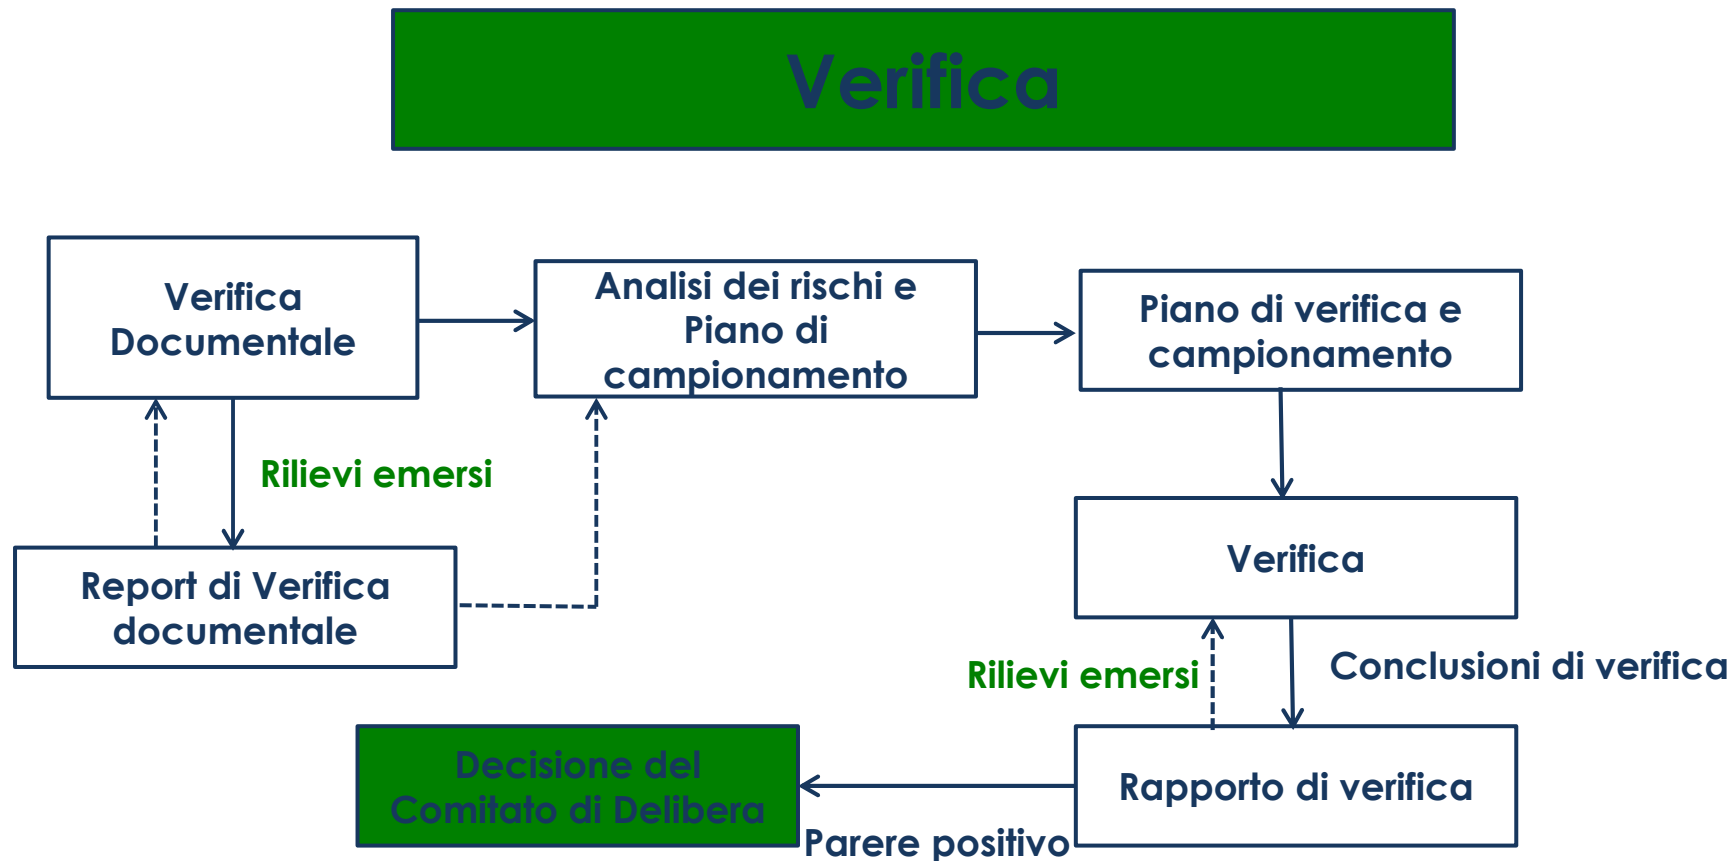 Verifica
Verifica
Documentale
Analisi dei rischi e
Piano di
campionamento
Piano di verifica e
campionamento
Rilievi emersi
Report di Verifica
documentale
Verifica
Rilievi emersi
Conclusioni di verifica
Decisione del
Comitato di Delibera
Rapporto di verifica
Parere positivo